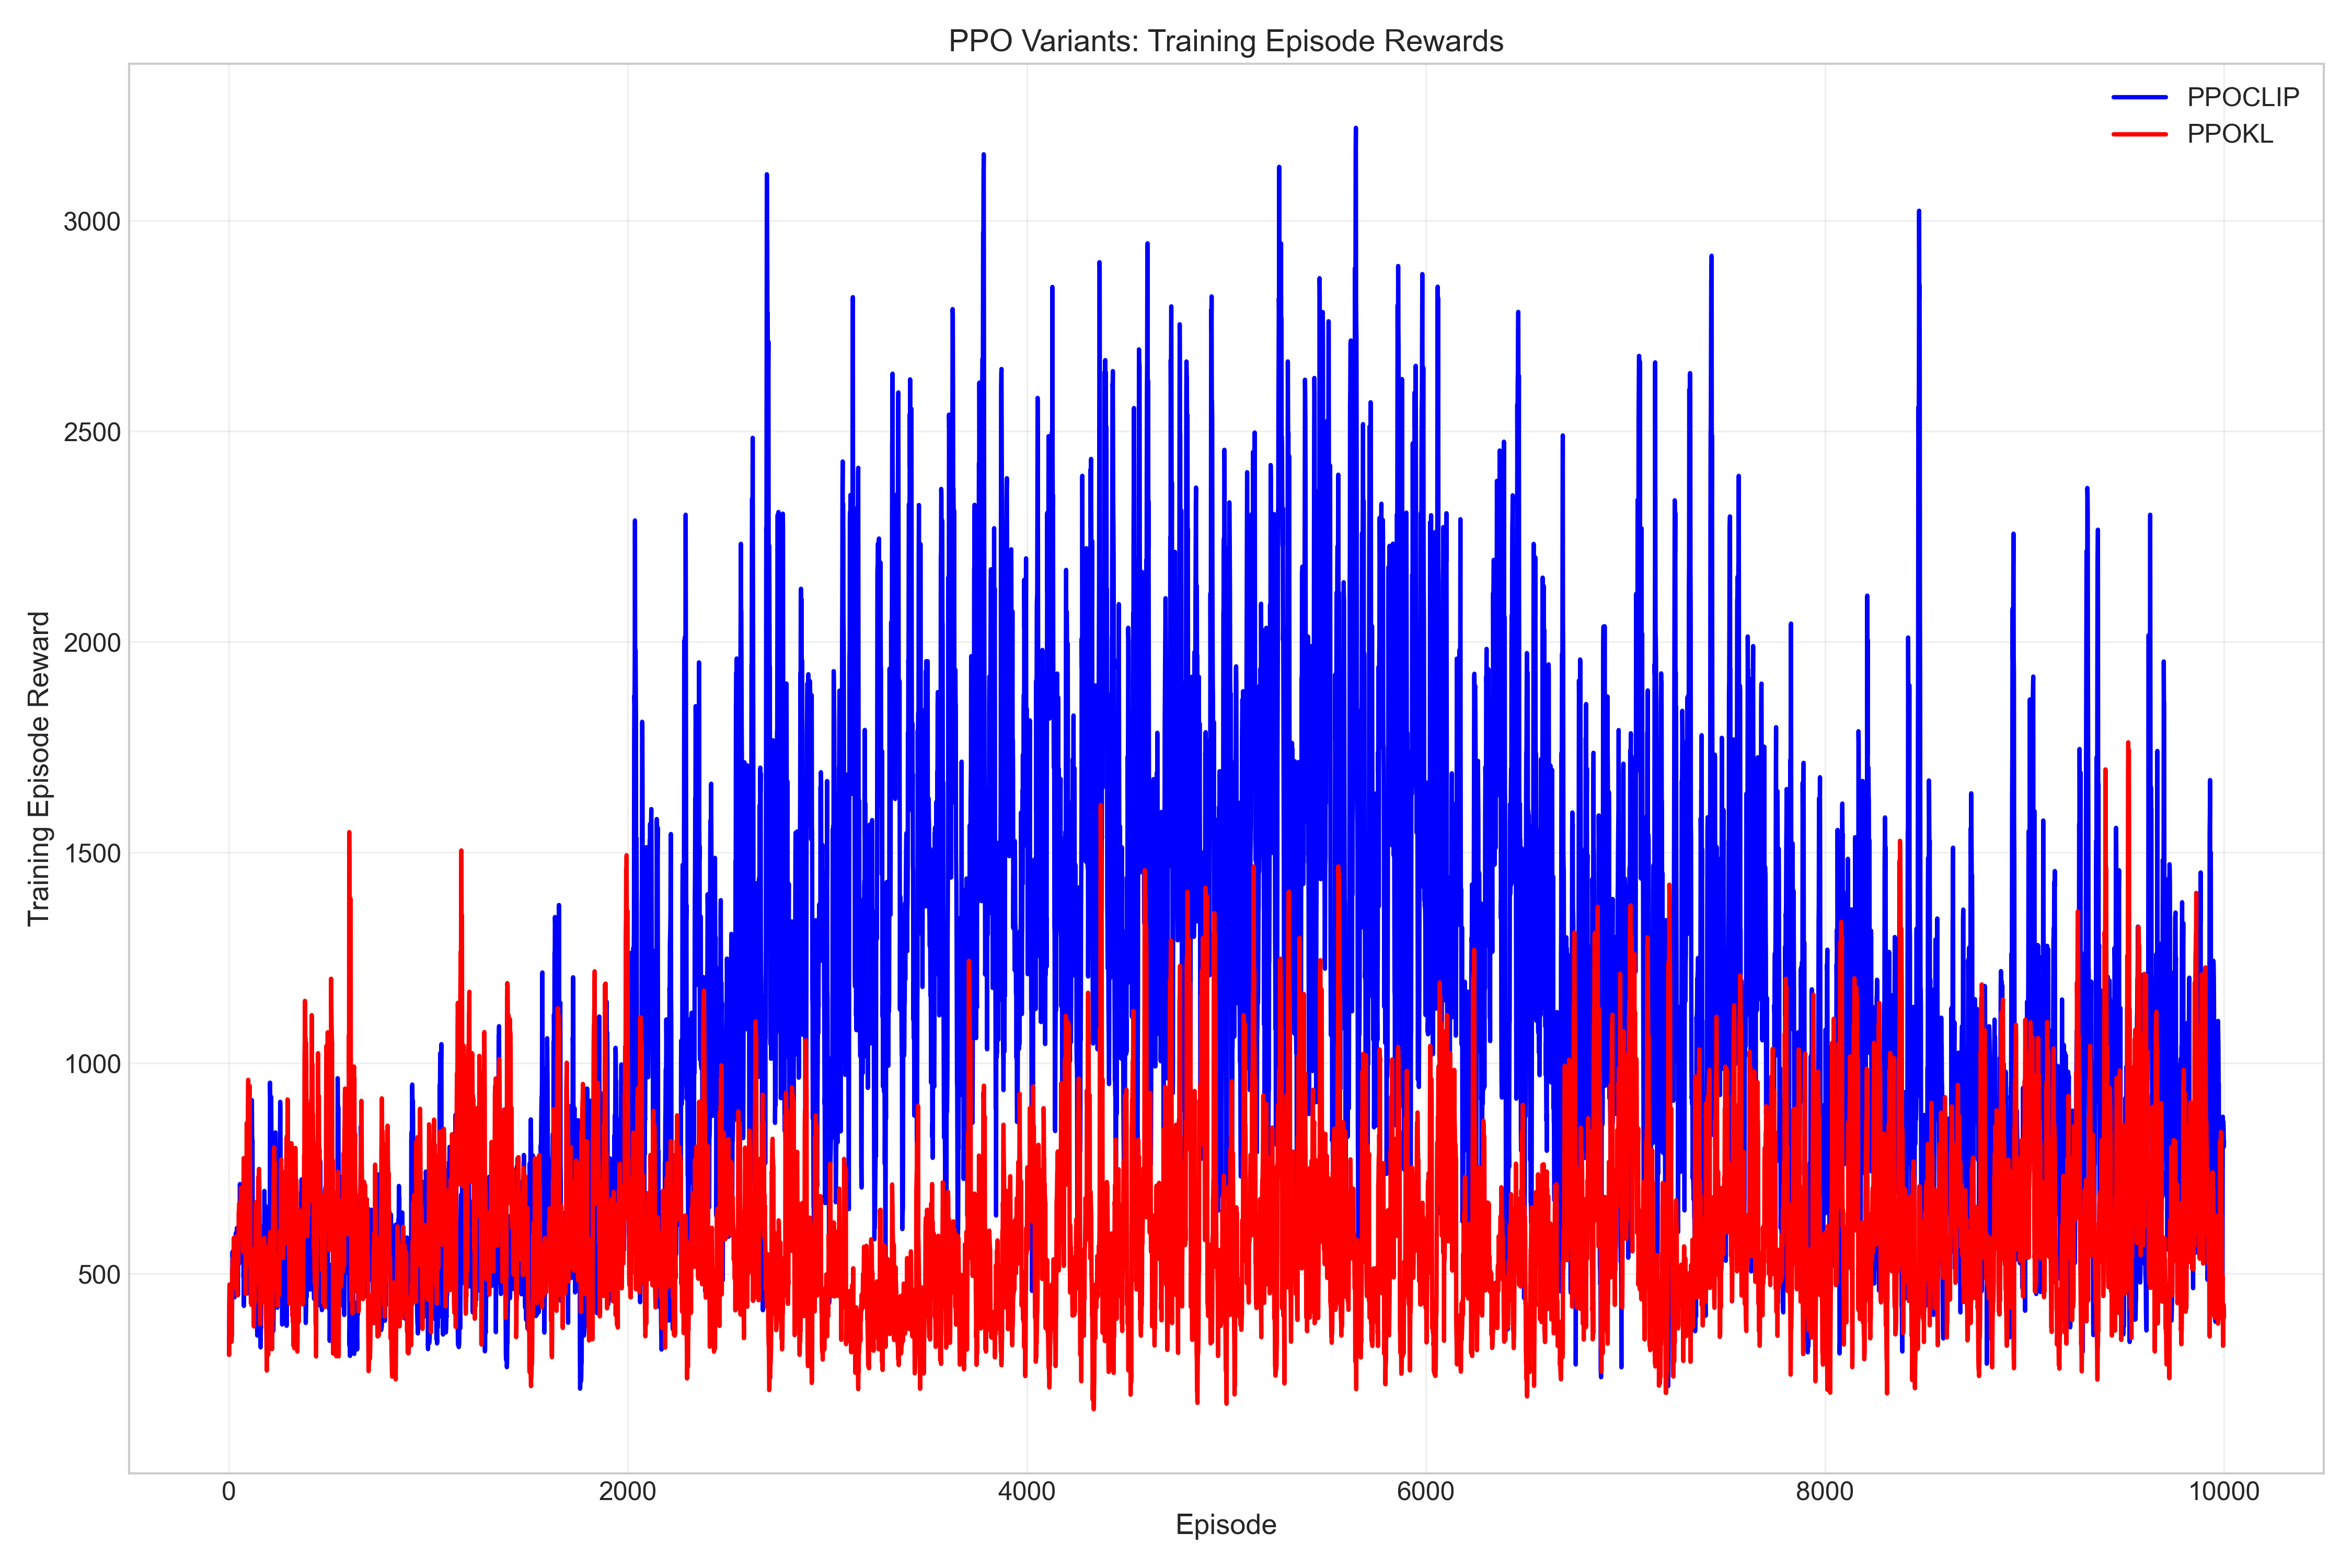 PPO Variants: Training Episode Rewards
PPOCLIP
PPOKL
3000
2500
2000
1500
1000
500
Training Episode Reward
0
2000
4000
6000
8000
10000
Episode